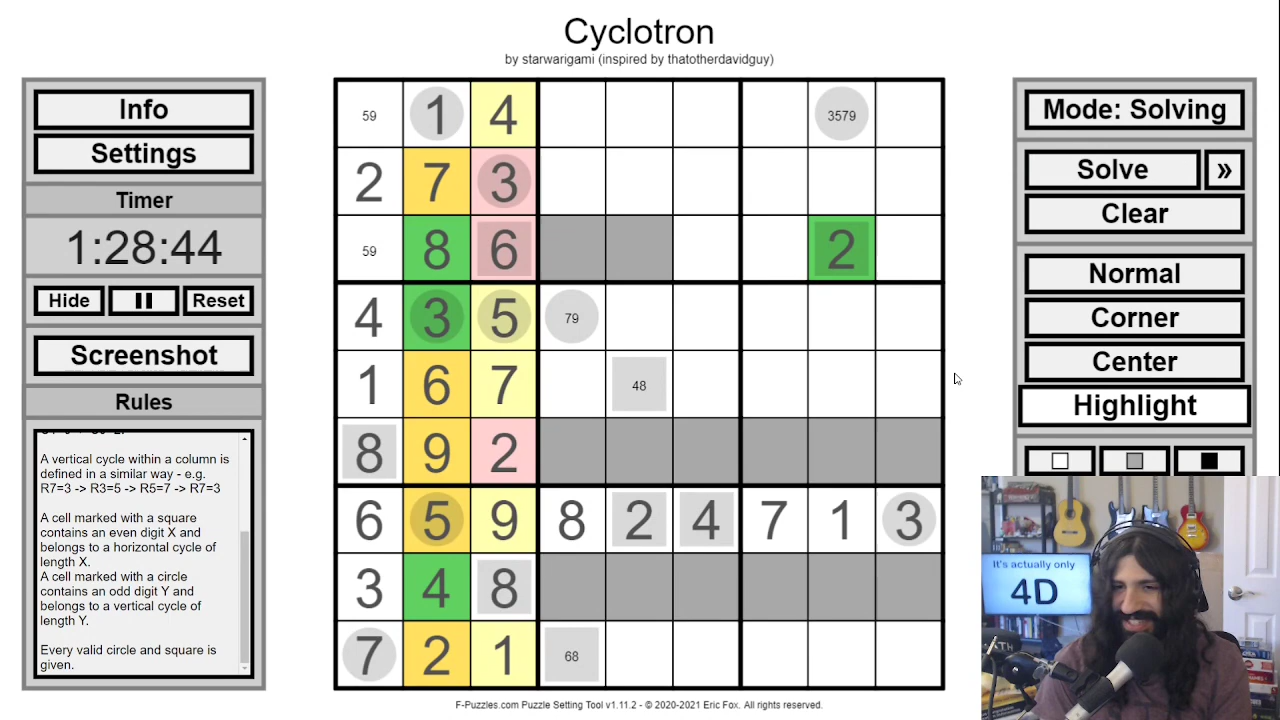 Cyclotron
by starwarigami (inspired by thatotherdavidguy)
Info
Settings
Timer
1:28:44
Hide
Reset
Screenshot
Rules
A vertical cycle within a column is
defined in a similar way - e.g.
R7=3 -> R3=5 -> R5=7 -> R7=3
A cell marked with a square
contains an even digit X and
belongs to a horizontal cycle of
length X.
A cell marked with a circle
contains an odd digit Y and
belongs to a vertical cycle of
length Y.
Every valid circle and square is
given.
59 1 4 3579
2 7 3
59 8 6 2
4 3 5 79
1 6 7 48
8 9 2
6 5 9 8 2 4 7 1 3
3 4 8
7 2 1 68
Mode: Solving
Solve »
Clear
Normal
Corner
Center
Highlight
It's actually only
4D
F-Puzzles.com Puzzle Setting Tool v1.11.2 - © 2020-2021 Eric Fox. All rights reserved.